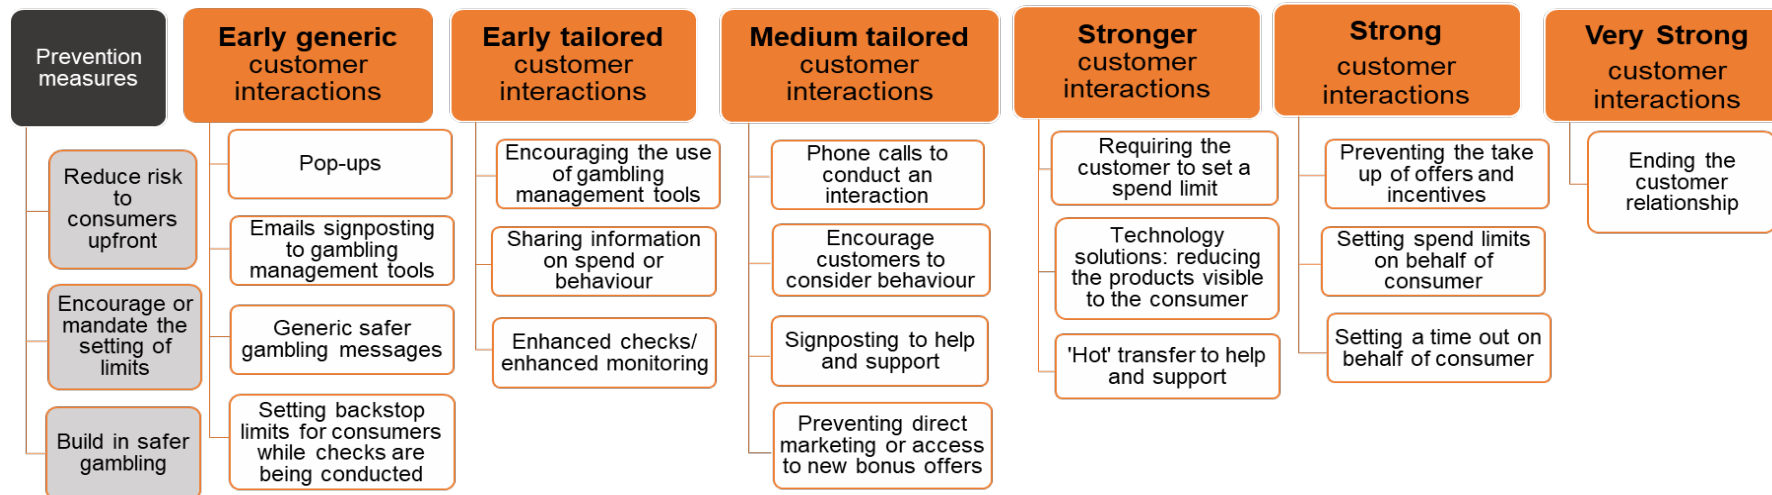 Prevention
measures
Reduce risk
to
consumers
upfront
Encourage or
mandate the
setting of
limits
Build in safer
gambling
Early generic
customer
interactions
Pop-ups
Emails signposting
to gambling
management tools
Generic safer
gambling messages
Setting backstop
limits for consumers
while checks are
being conducted
Early tailored
customer
interactions
Encouraging the use
of gambling
management tools
Sharing information
on spend or
behaviour
Enhanced checks/
enhanced monitoring
Medium tailored
customer
interactions
Phone calls to
conduct an
interaction
Encourage
customers to
consider behaviour
Signposting to help
and support
Preventing direct
marketing or access
to new bonus offers
Stronger
customer
interactions
Requiring the
customer to set a
spend limit
Technology
solutions: reducing
the products visible
to the consumer
'Hot' transfer to help
and support
Strong
customer
interactions
Preventing the take
up of offers and
incentives
Setting spend limits
on behalf of
consumer
Setting a time out on
behalf of consumer
Very Strong
customer
interactions
Ending the
customer
relationship